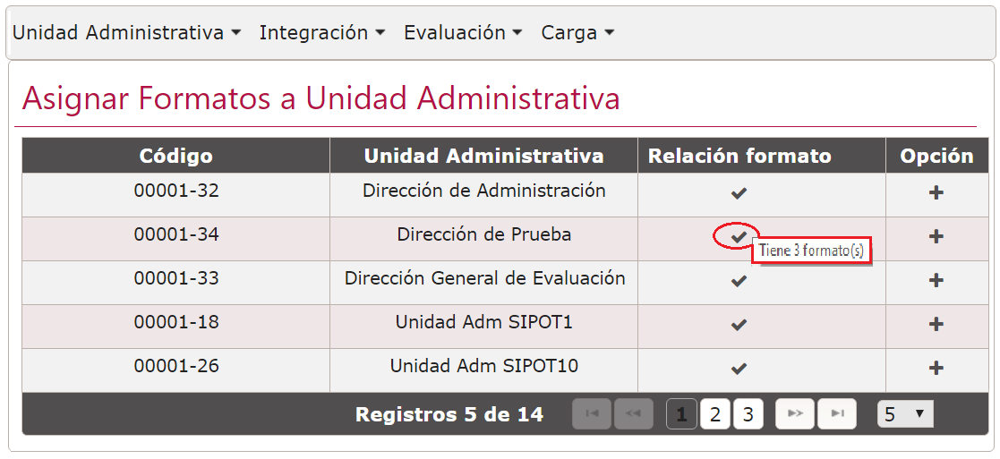 Unidad Administrativa Integración Evaluación Carga
Asignar Formatos a Unidad Administrativa
Código Unidad Administrativa Relación formato Opción
00001-32 Dirección de Administración
00001-34 Dirección de Prueba
Tiene 3 formato(s)
00001-33 Dirección General de Evaluación
00001-18 Unidad Adm SIPOT1
00001-26 Unidad Adm SIPOT10
Registros 5 de 14 1 2 3 5